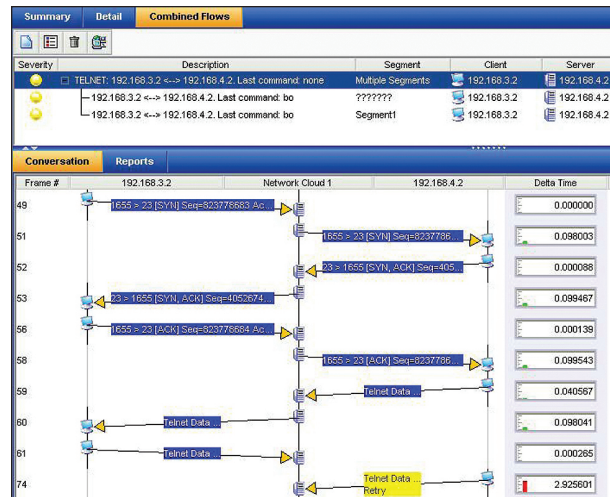 Summary Detail Combined Flows
Severity Description Segment Client Server
TELNET: 192.168.3.2 <--> 192.168.4.2. Last command: none Multiple Segments 192.168.3.2 192.168.4.2
192.168.3.2 <--> 192.168.4.2. Last command: bo ??????? 192.168.3.2 192.168.4.2
192.168.3.2 <--> 192.168.4.2. Last command: bo Segment1 192.168.3.2 192.168.4.2
Conversation Reports
Frame # 192.168.3.2 Network Cloud 1 192.168.4.2 Delta Time
49 1655 > 23 [SYN] Seq=823778683 Ac... 0.000000
51 1655 > 23 [SYN] Seq=8237786... 0.098003
52 23 > 1655 [SYN, ACK] Seq=405... 0.000088
53 23 > 1655 [SYN, ACK] Seq=4052674... 0.099467
56 1655 > 23 [ACK] Seq=823778684 Ac... 0.000139
58 1655 > 23 [ACK] Seq=8237786... 0.099543
59 Telnet Data ... 0.040567
60 Telnet Data ... 0.098041
61 Telnet Data ... 0.000265
74 Telnet Data ... 2.925601
Retry